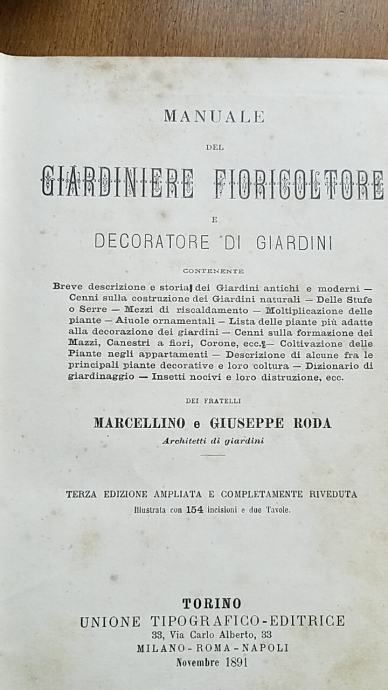 MANUALE
DEL
GIARDINIERE FIORICOLTORE
E
DECORATORE DI GIARDINI
CONTENENTE
Breve descrizione e storia dei Giardini antichi e moderni —
Cenni sulla costruzione dei Giardini naturali — Delle Stufe
o Serre — Mezzi di riscaldamento — Moltiplicazione delle
piante — Aiuole ornamentali — Lista delle piante più adatte
alla decorazione dei giardini — Cenni sulla formazione dei
Mazzi, Canestri a fiori, Corone, ecc. — Coltivazione delle
Piante negli appartamenti — Descrizione di alcune fra le
principali piante decorative e loro coltura — Dizionario di
giardinaggio — Insetti nocivi e loro distruzione, ecc.
DEI FRATELLI
MARCELLINO e GIUSEPPE RODA
Architetti di giardini
TERZA EDIZIONE AMPLIATA E COMPLETAMENTE RIVEDUTA
Illustrata con 154 incisioni e due Tavole.
TORINO
UNIONE TIPOGRAFICO-EDITRICE
33, Via Carlo Alberto, 33
MILANO-ROMA-NAPOLI
Novembre 1891